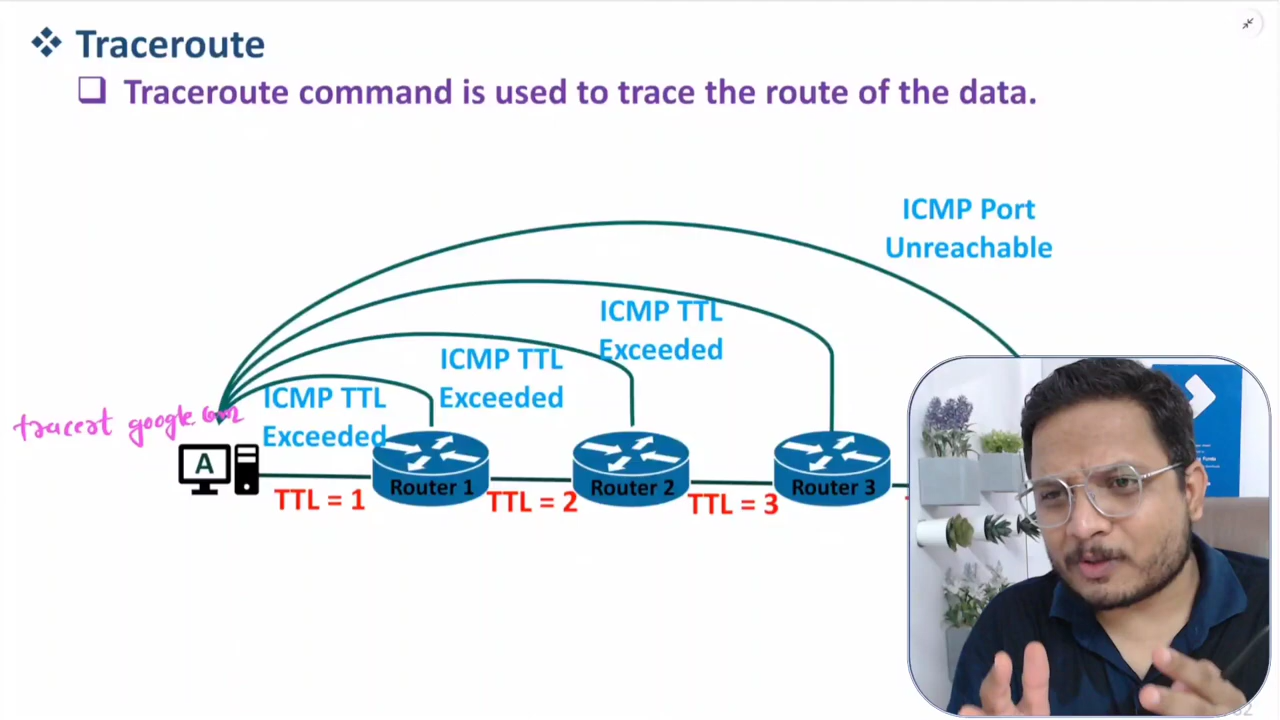 Traceroute
Traceroute command is used to trace the route of the data.
ICMP Port
Unreachable
ICMP TTL
Exceeded
ICMP TTL
Exceeded
ICMP TTL
Exceeded
tracert google.com
A
Router 1
Router 2
Router 3
TTL = 1
TTL = 2
TTL = 3